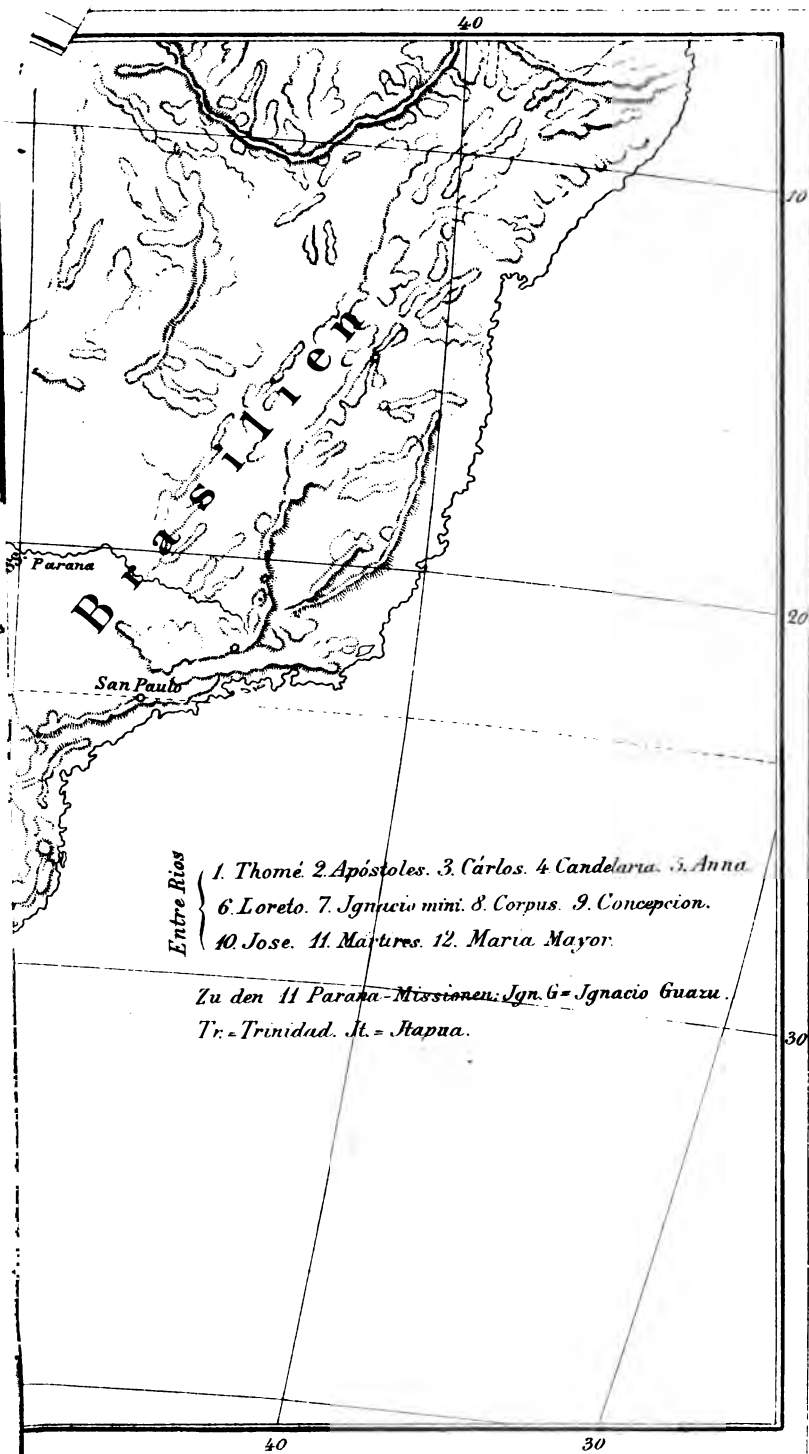 40
10
Brasilien
Parana
20
San Paulo
Entre Rios
1. Thomé. 2. Apóstoles. 3. Cárlos. 4. Candelaria. 5. Anna
6. Loreto. 7. Jgnacio mini. 8. Corpus. 9. Concepcion.
10. Jose. 11. Martires. 12. Maria Mayor.
Zu den 11 Parana-Missionen: Jgn. G = Jgnacio Guazu.
Tr. = Trinidad. Jt. = Jtapua.
30
40
30